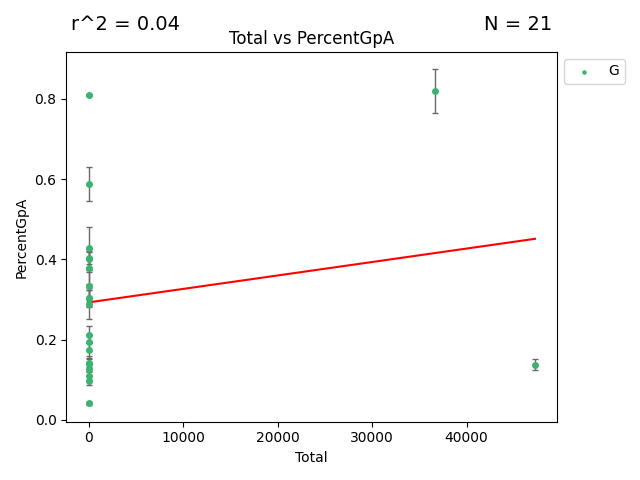 r^2 = 0.04
N = 21
Total vs PercentGpA
G
PercentGpA
0.8
0.6
0.4
0.2
0.0
0
10000
20000
30000
40000
Total